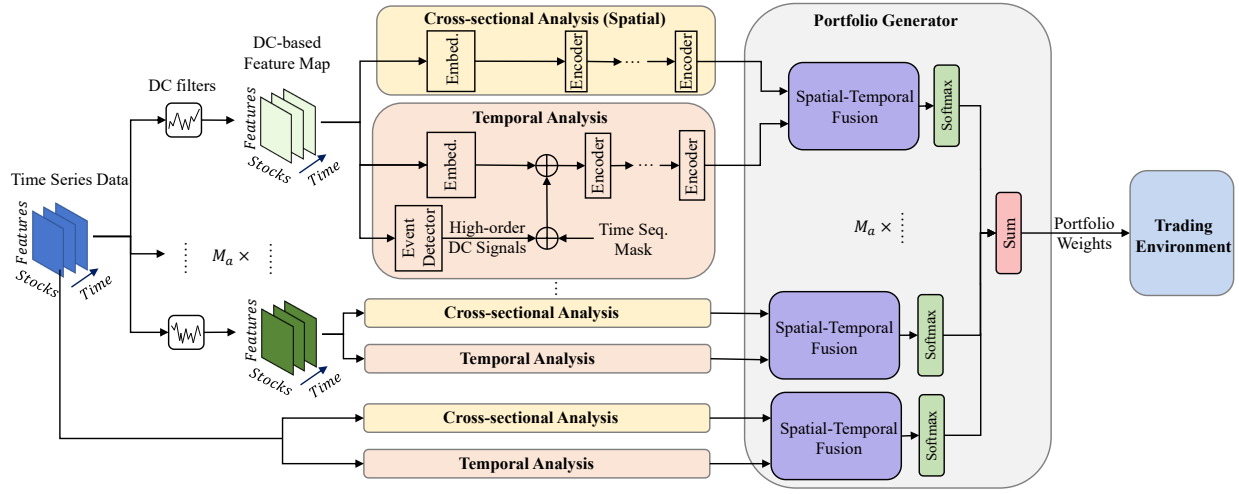 Cross-sectional Analysis (Spatial)
Portfolio Generator
DC-based
Feature Map
DC filters
Embed.
Encoder
...
Encoder
Features
Stocks
Time
Spatial-Temporal
Fusion
Softmax
Temporal Analysis
Embed.
Encoder
...
Encoder
Event
Detector
High-order
DC Signals
Time Seq.
Mask
Time Series Data
Features
Stocks
Time
M_a ×
M_a ×
Sum
Portfolio
Weights
Trading
Environment
Features
Stocks
Time
Cross-sectional Analysis
Temporal Analysis
Spatial-Temporal
Fusion
Softmax
Cross-sectional Analysis
Temporal Analysis
Spatial-Temporal
Fusion
Softmax